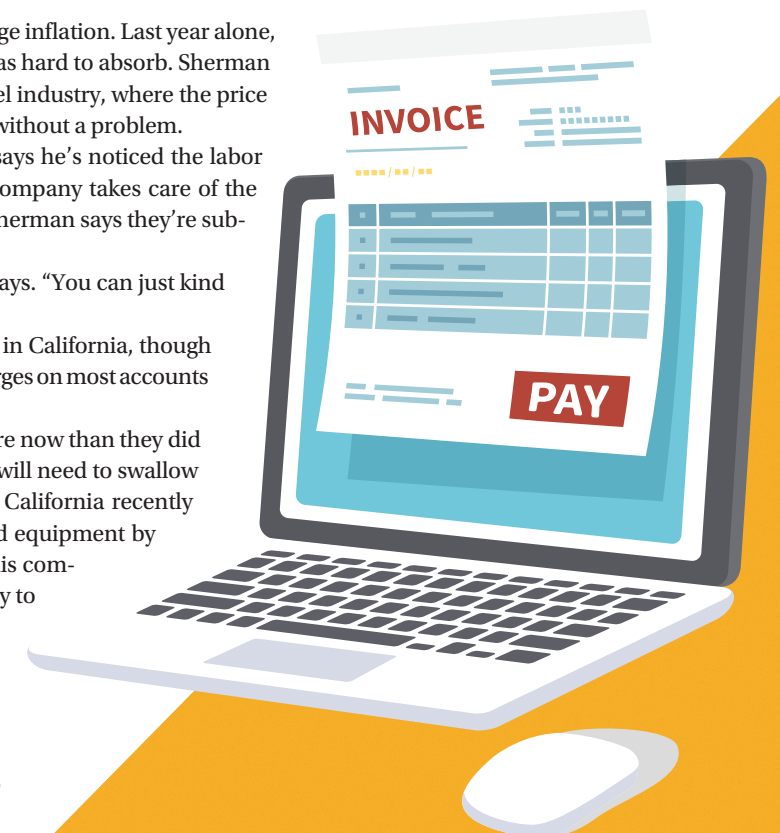 ge inflation. Last year alone,
as hard to absorb. Sherman
el industry, where the price
without a problem.
says he’s noticed the labor
ompany takes care of the
herman says they’re sub-
ays. “You can just kind
in California, though
rges on most accounts
re now than they did
will need to swallow
California recently
d equipment by
is com-
y to
INVOICE
PAY